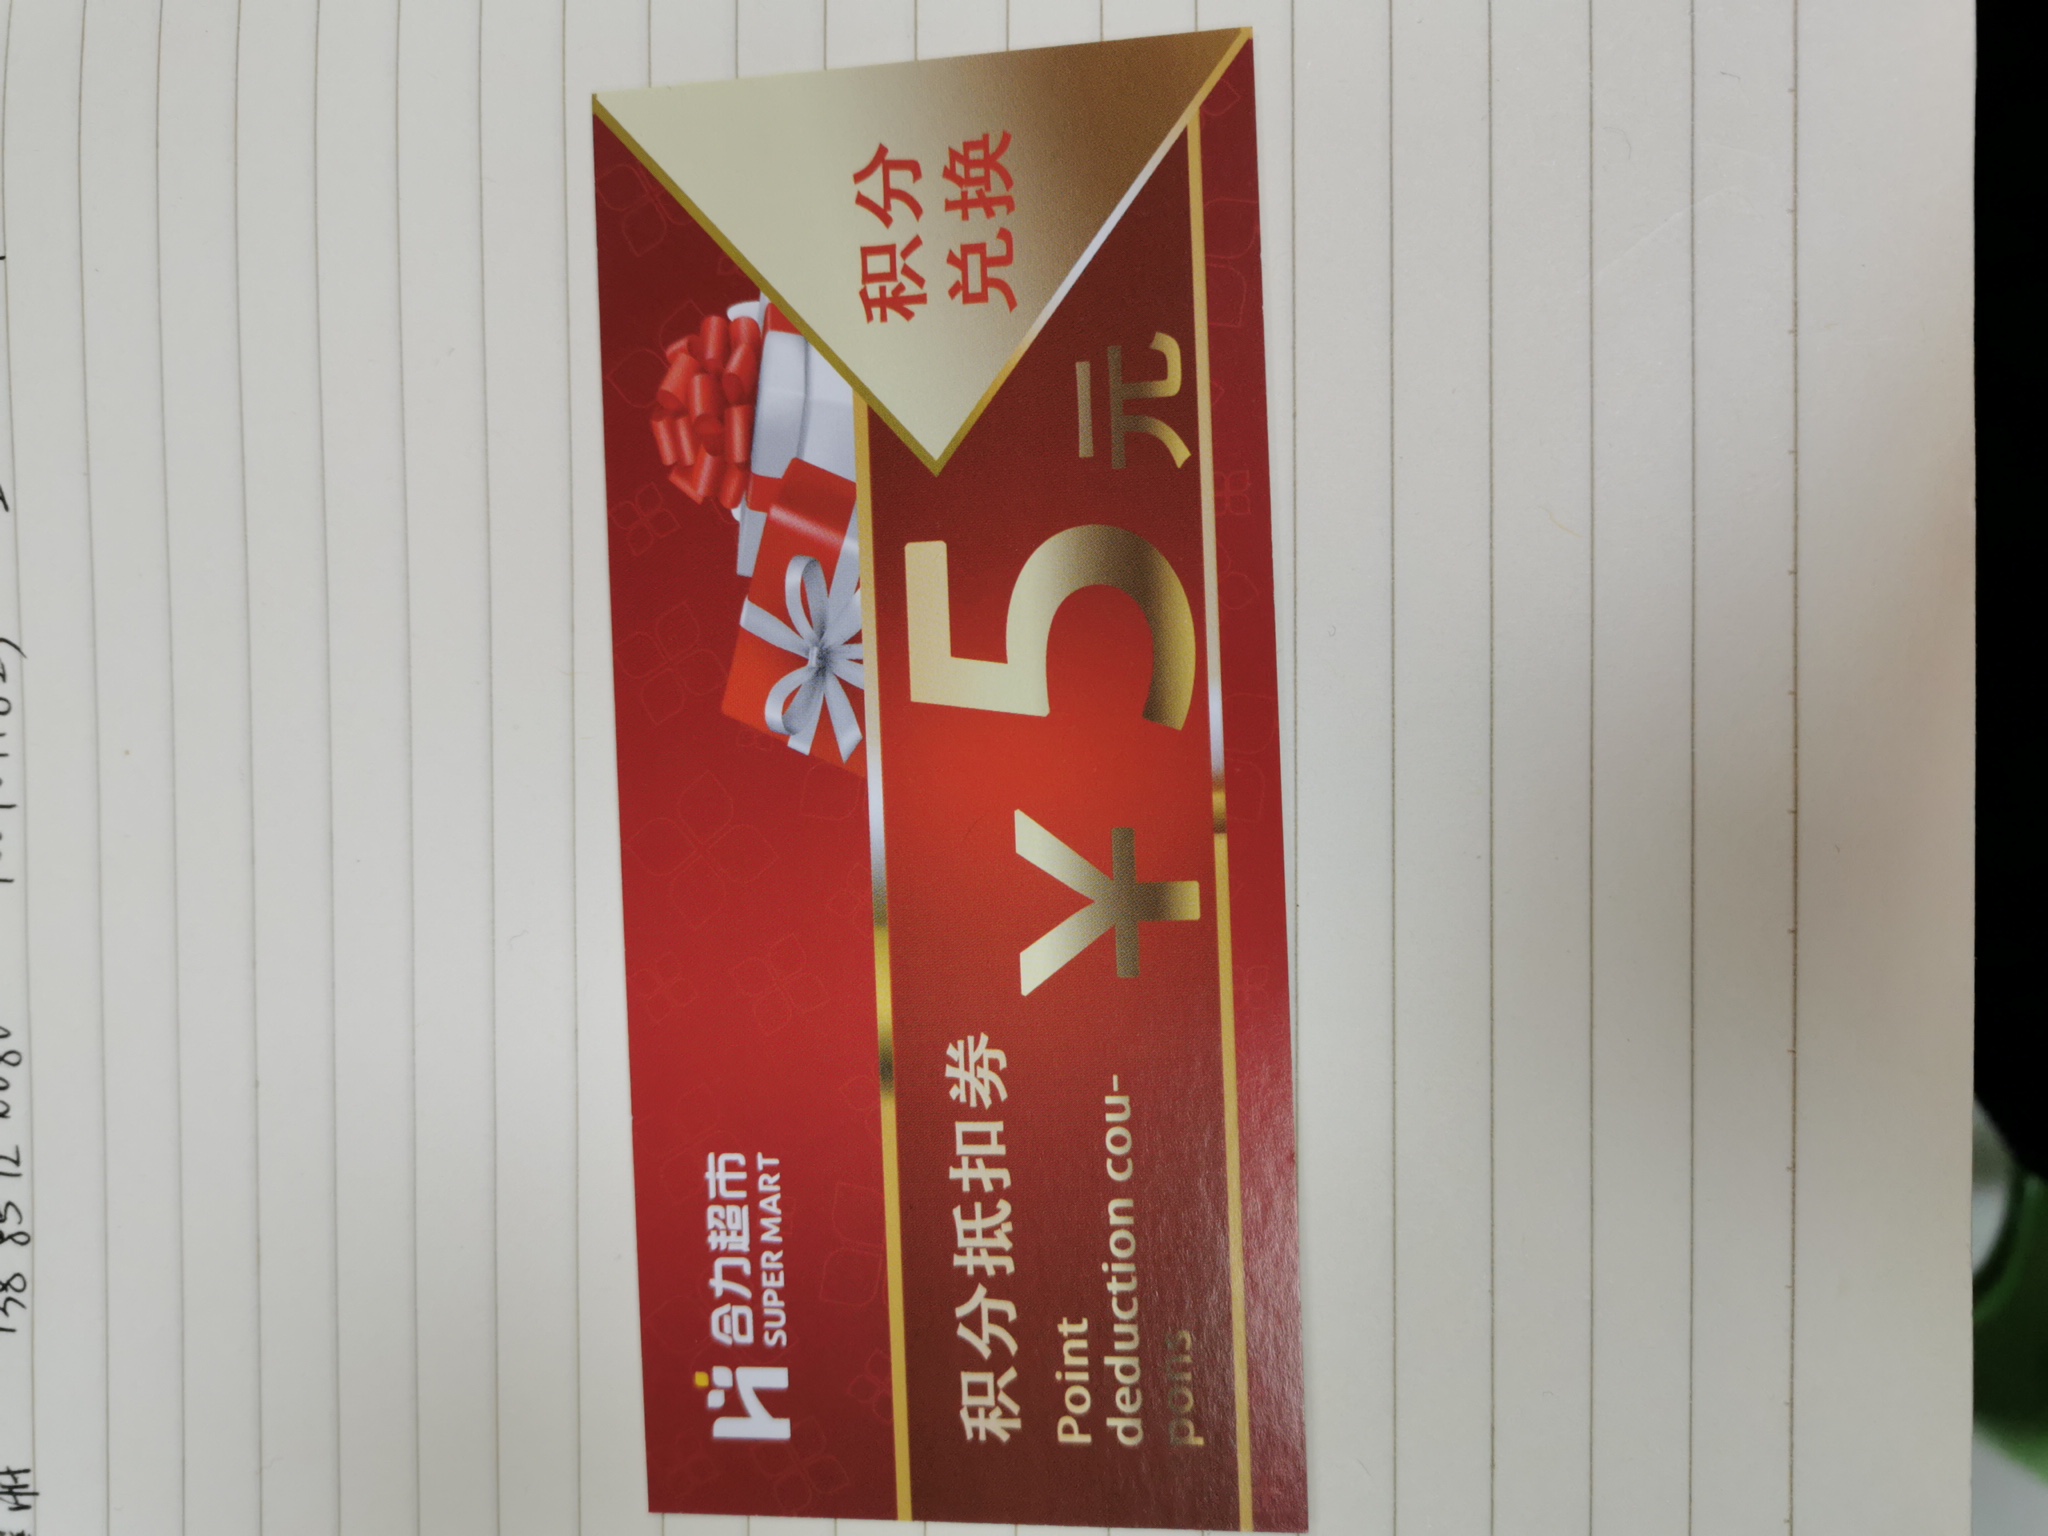 合力超市
SUPER MART
积分
兑换
积分抵扣券
Point
deduction cou-
pons
¥5元